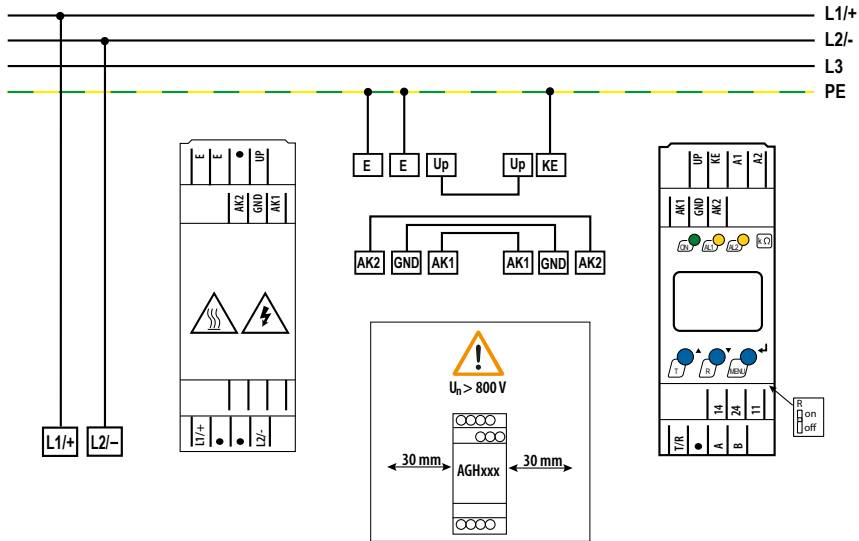 L1/+
L2/-
L3
PE
E E ● UP
AK2 GND AK1
L1/+ ● ● L2/-
L1/+ L2/–
E E Up Up KE
AK2 GND AK1 AK1 GND AK2
Un > 800 V
30 mm AGHxxx 30 mm
UP KE A1 A2
AK1 GND AK2
ON AL1 AL2 kΩ
T R MENU
14 24 11
T/R ● A B
R
on
off